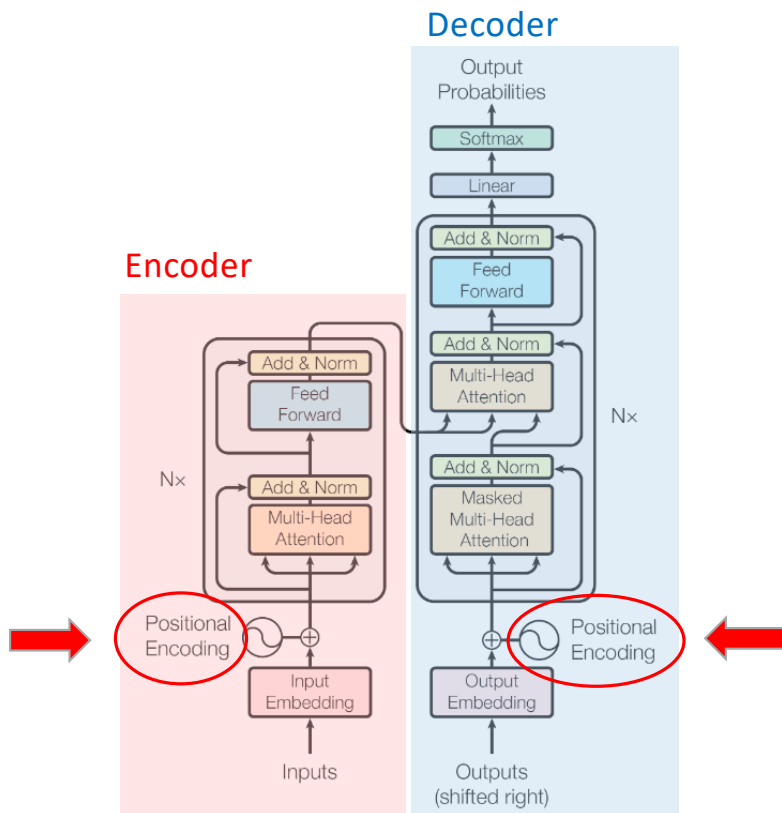 Decoder
Output
Probabilities
Softmax
Linear
Add & Norm
Feed
Forward
Add & Norm
Multi-Head
Attention
Nx
Add & Norm
Masked
Multi-Head
Attention
Positional
Encoding
Output
Embedding
Outputs
(shifted right)
Encoder
Add & Norm
Feed
Forward
Nx
Add & Norm
Multi-Head
Attention
Positional
Encoding
Input
Embedding
Inputs